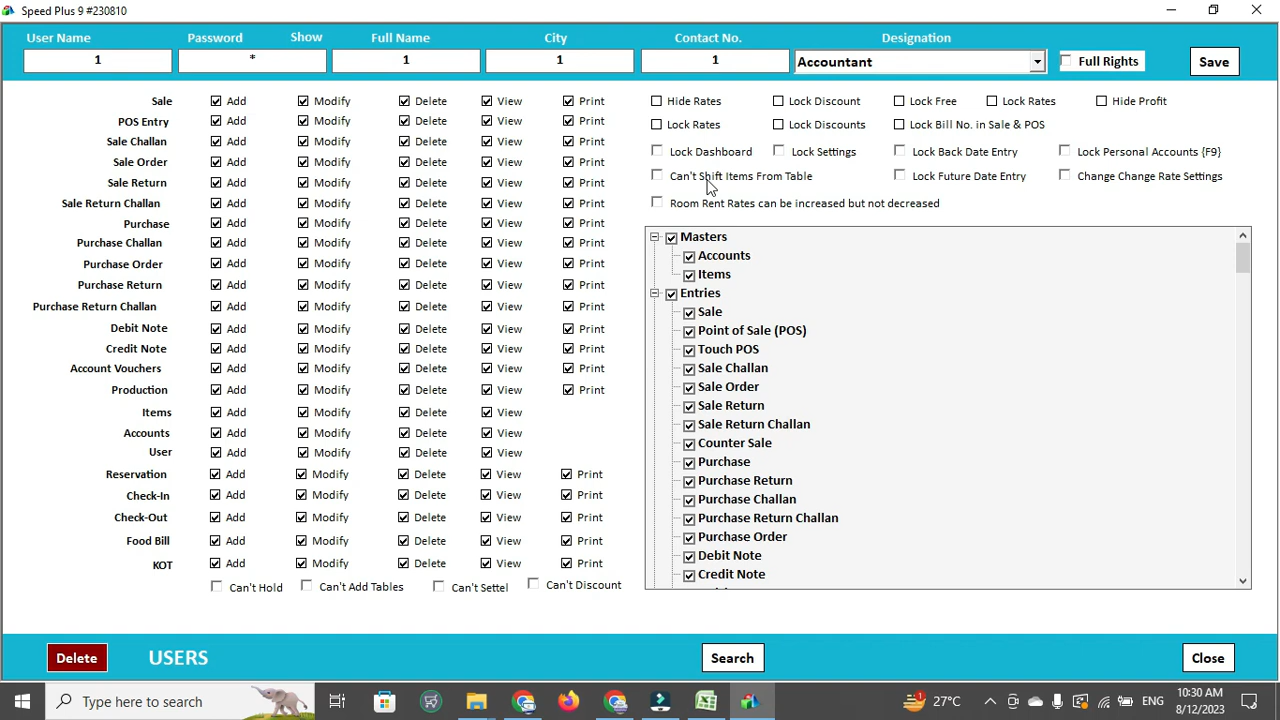 Speed Plus 9 #230810
User Name Password Show Full Name City Contact No. Designation
1 * 1 1 1 Accountant Full Rights Save
Sale Add Modify Delete View Print
POS Entry Add Modify Delete View Print
Sale Challan Add Modify Delete View Print
Sale Order Add Modify Delete View Print
Sale Return Add Modify Delete View Print
Sale Return Challan Add Modify Delete View Print
Purchase Add Modify Delete View Print
Purchase Challan Add Modify Delete View Print
Purchase Order Add Modify Delete View Print
Purchase Return Add Modify Delete View Print
Purchase Return Challan Add Modify Delete View Print
Debit Note Add Modify Delete View Print
Credit Note Add Modify Delete View Print
Account Vouchers Add Modify Delete View Print
Production Add Modify Delete View Print
Items Add Modify Delete View
Accounts Add Modify Delete View
User Add Modify Delete View
Reservation Add Modify Delete View Print
Check-In Add Modify Delete View Print
Check-Out Add Modify Delete View Print
Food Bill Add Modify Delete View Print
KOT Add Modify Delete View Print
Can't Hold Can't Add Tables Can't Settel Can't Discount
Hide Rates Lock Discount Lock Free Lock Rates Hide Profit
Lock Rates Lock Discounts Lock Bill No. in Sale & POS
Lock Dashboard Lock Settings Lock Back Date Entry Lock Personal Accounts {F9}
Can't Shift Items From Table Lock Future Date Entry Change Change Rate Settings
Room Rent Rates can be increased but not decreased
Masters
Accounts
Items
Entries
Sale
Point of Sale (POS)
Touch POS
Sale Challan
Sale Order
Sale Return
Sale Return Challan
Counter Sale
Purchase
Purchase Return
Purchase Challan
Purchase Return Challan
Purchase Order
Debit Note
Credit Note
Delete USERS Search Close
Type here to search 1 27°C ENG 10:30 AM
8/12/2023